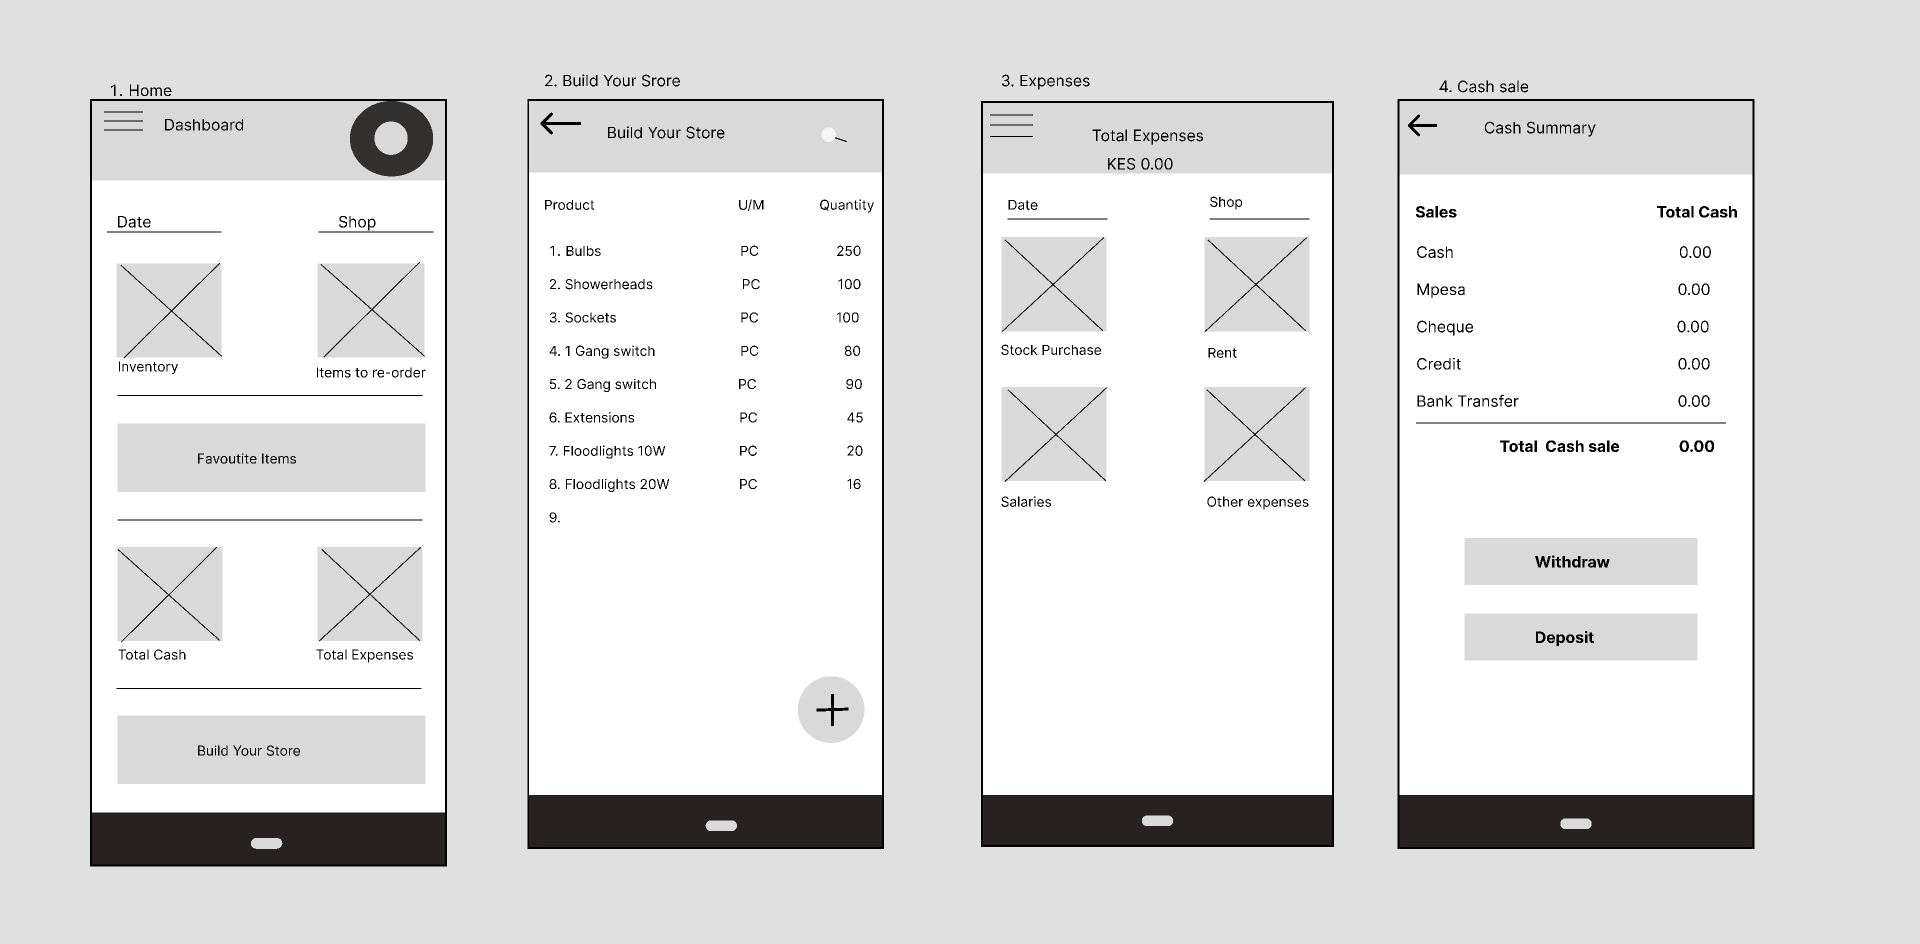 1. Home
Dashboard
Date Shop
Inventory Items to re-order
Favoutite Items
Total Cash Total Expenses
Build Your Store
2. Build Your Srore
Build Your Store
Product U/M Quantity
1. Bulbs PC 250
2. Showerheads PC 100
3. Sockets PC 100
4. 1 Gang switch PC 80
5. 2 Gang switch PC 90
6. Extensions PC 45
7. Floodlights 10W PC 20
8. Floodlights 20W PC 16
9.
3. Expenses
Total Expenses
KES 0.00
Date Shop
Stock Purchase Rent
Salaries Other expenses
4. Cash sale
Cash Summary
Sales Total Cash
Cash 0.00
Mpesa 0.00
Cheque 0.00
Credit 0.00
Bank Transfer 0.00
Total Cash sale 0.00
Withdraw
Deposit